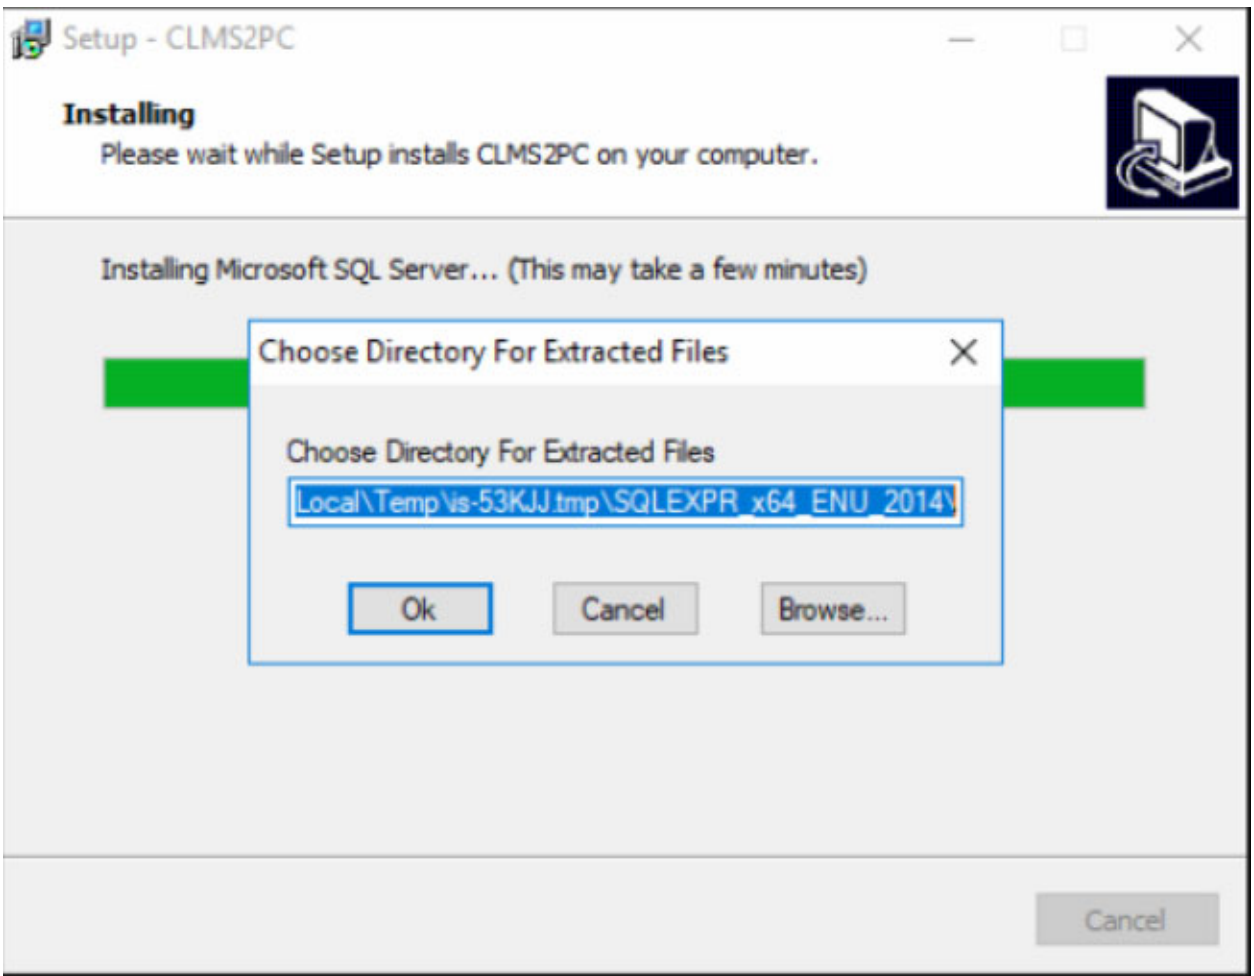 Setup - CLMS2PC
Installing
Please wait while Setup installs CLMS2PC on your computer.
Installing Microsoft SQL Server... (This may take a few minutes)
Choose Directory For Extracted Files
Choose Directory For Extracted Files
Local\Temp\is-53KJJ.tmp\SQLEXPR_x64_ENU_2014\
Ok Cancel Browse...
Cancel